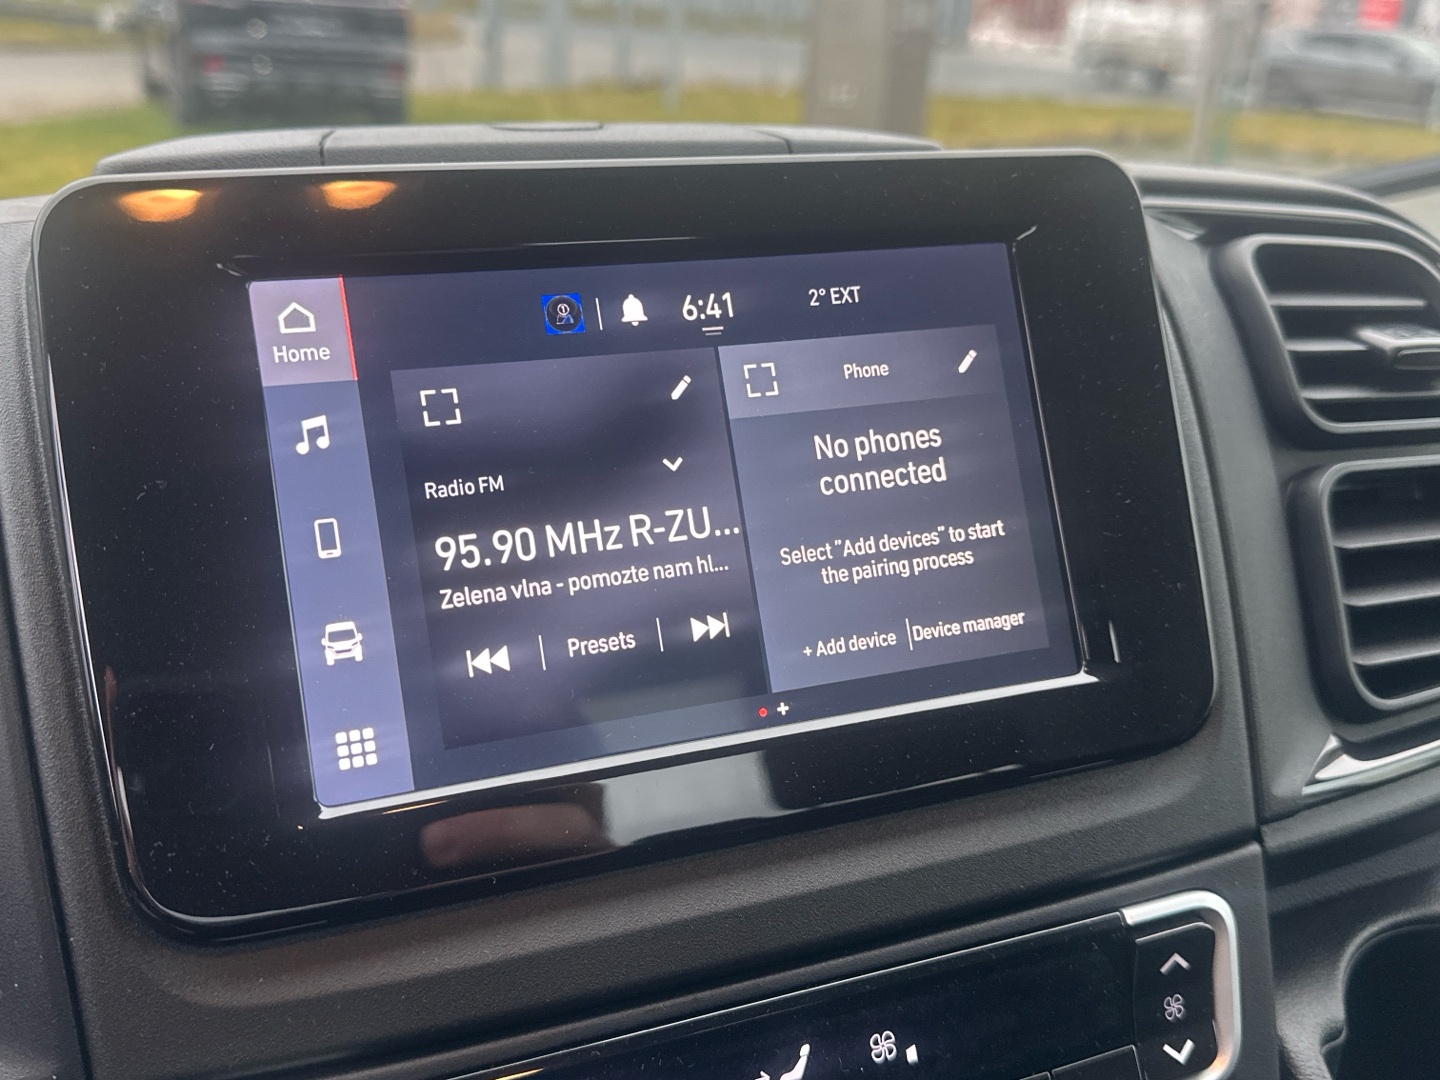 6:41
2° EXT
Home
Radio FM
95.90 MHz R-ZU...
Zelena vlna - pomozte nam hl...
Presets
Phone
No phones
connected
Select "Add devices" to start
the pairing process
+ Add device
Device manager